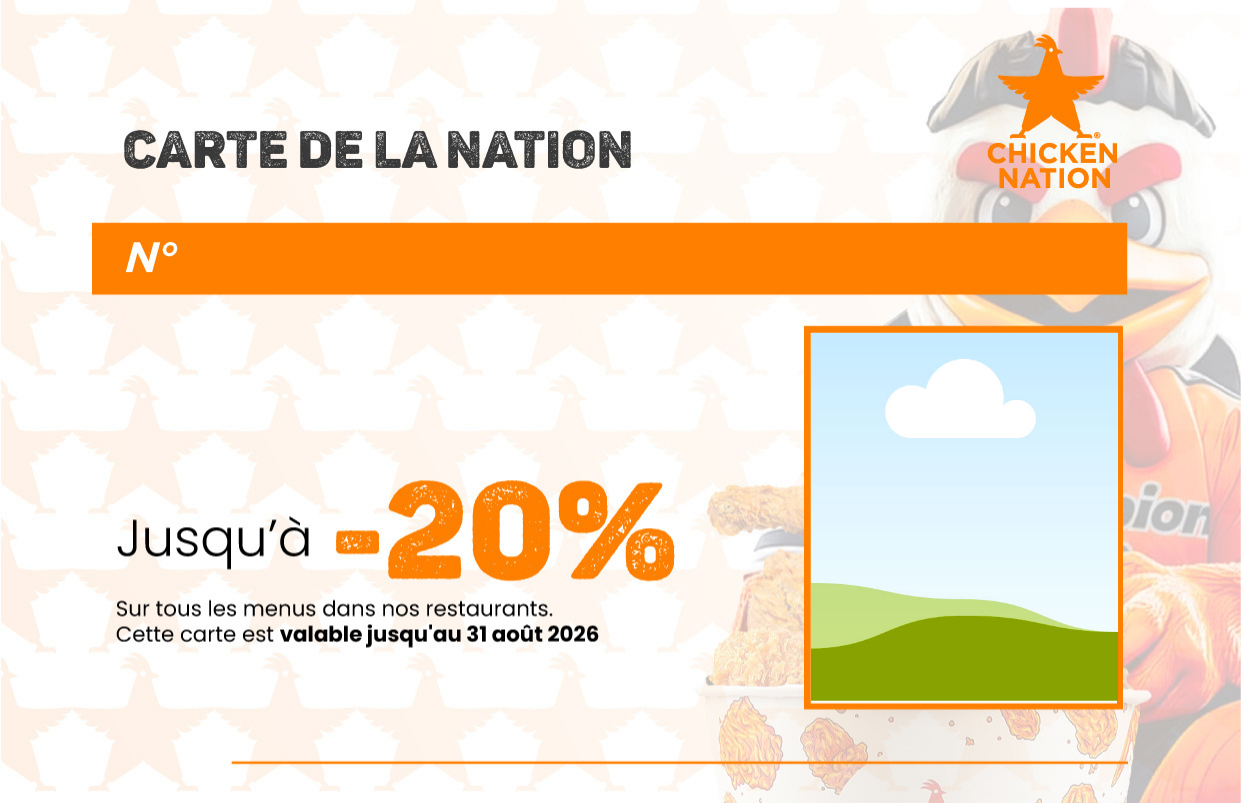 CARTE DE LA NATION
CHICKEN
NATION
N°
pion
Jusqu’à -20%
Sur tous les menus dans nos restaurants.
Cette carte est valable jusqu'au 31 août 2026